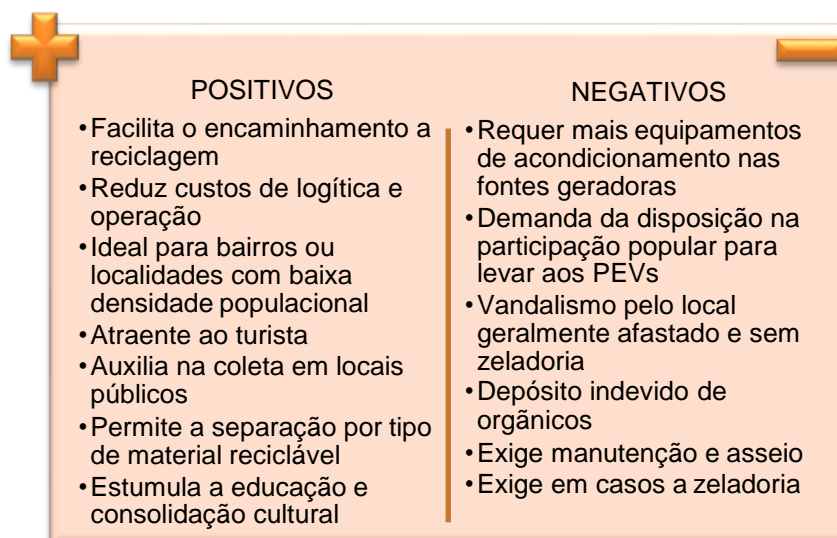 POSITIVOS
•Facilita o encaminhamento a
reciclagem
•Reduz custos de logítica e
operação
•Ideal para bairros ou
localidades com baixa
densidade populacional
•Atraente ao turista
•Auxilia na coleta em locais
públicos
•Permite a separação por tipo
de material reciclável
•Estumula a educação e
consolidação cultural
NEGATIVOS
•Requer mais equipamentos
de acondicionamento nas
fontes geradoras
•Demanda da disposição na
participação popular para
levar aos PEVs
•Vandalismo pelo local
geralmente afastado e sem
zeladoria
•Depósito indevido de
orgãnicos
•Exige manutenção e asseio
•Exige em casos a zeladoria